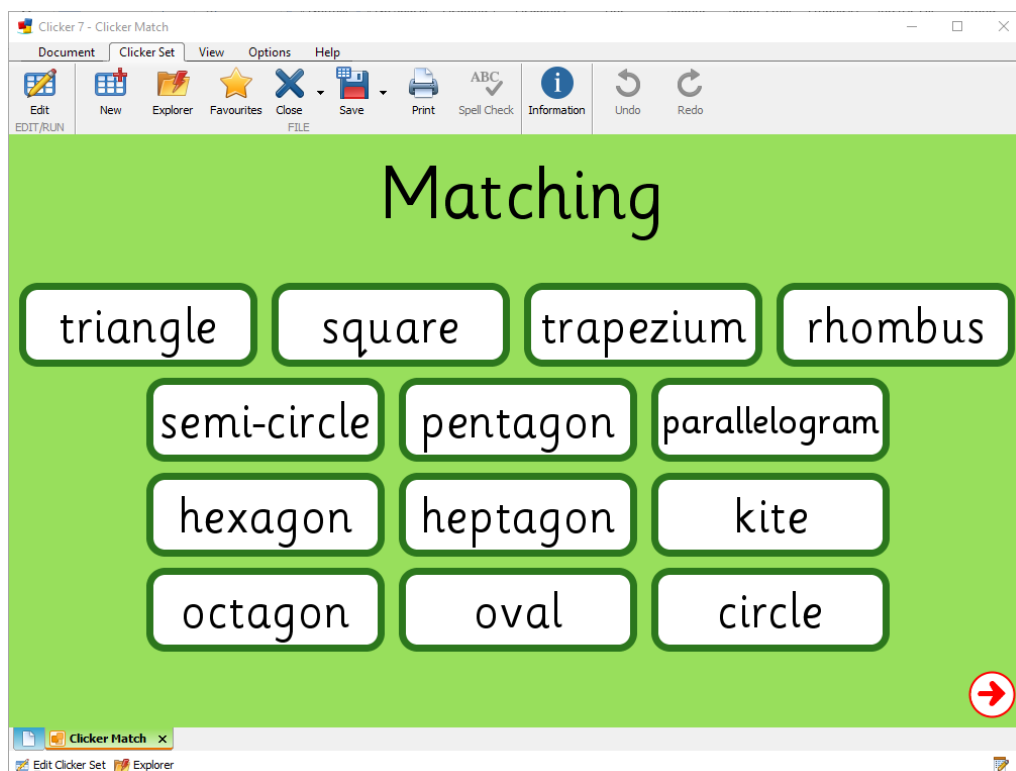 Clicker 7 - Clicker Match
Document Clicker Set View Options Help
ABC
Edit New Explorer Favourites Close Save Print Spell Check Information Undo Redo
EDIT/RUN FILE
Matching
triangle square trapezium rhombus
semi-circle pentagon parallelogram
hexagon heptagon kite
octagon oval circle
Clicker Match x
Edit Clicker Set Explorer